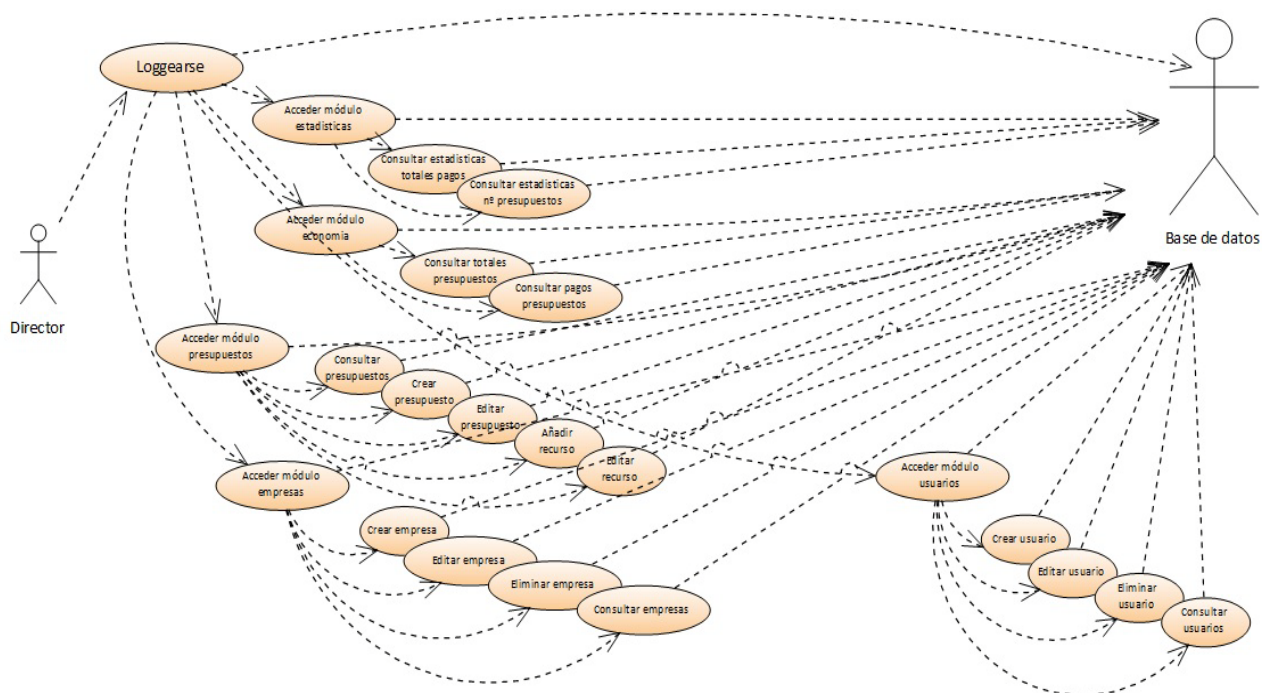 Loggearse
Acceder módulo
estadísticas
Consultar estadísticas
totales pagos
Consultar estadísticas
nº presupuestos
Acceder módulo
economía
Consultar totales
presupuestos
Consultar pagos
presupuestos
Base de datos
Director
Acceder módulo
presupuestos
Consultar
presupuestos
Crear
presupuesto
Editar
presupuesto
Añadir
recurso
Editar
recurso
Acceder módulo
empresas
Crear empresa
Editar empresa
Eliminar empresa
Consultar empresas
Acceder módulo
usuarios
Crear usuario
Editar usuario
Eliminar
usuario
Consultar
usuarios